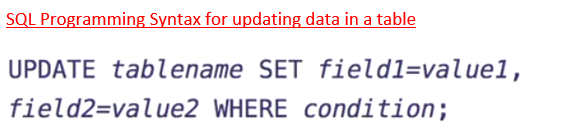 SQL Programming Syntax for updating data in a table
UPDATE tablename SET field1=value1,
field2=value2 WHERE condition;